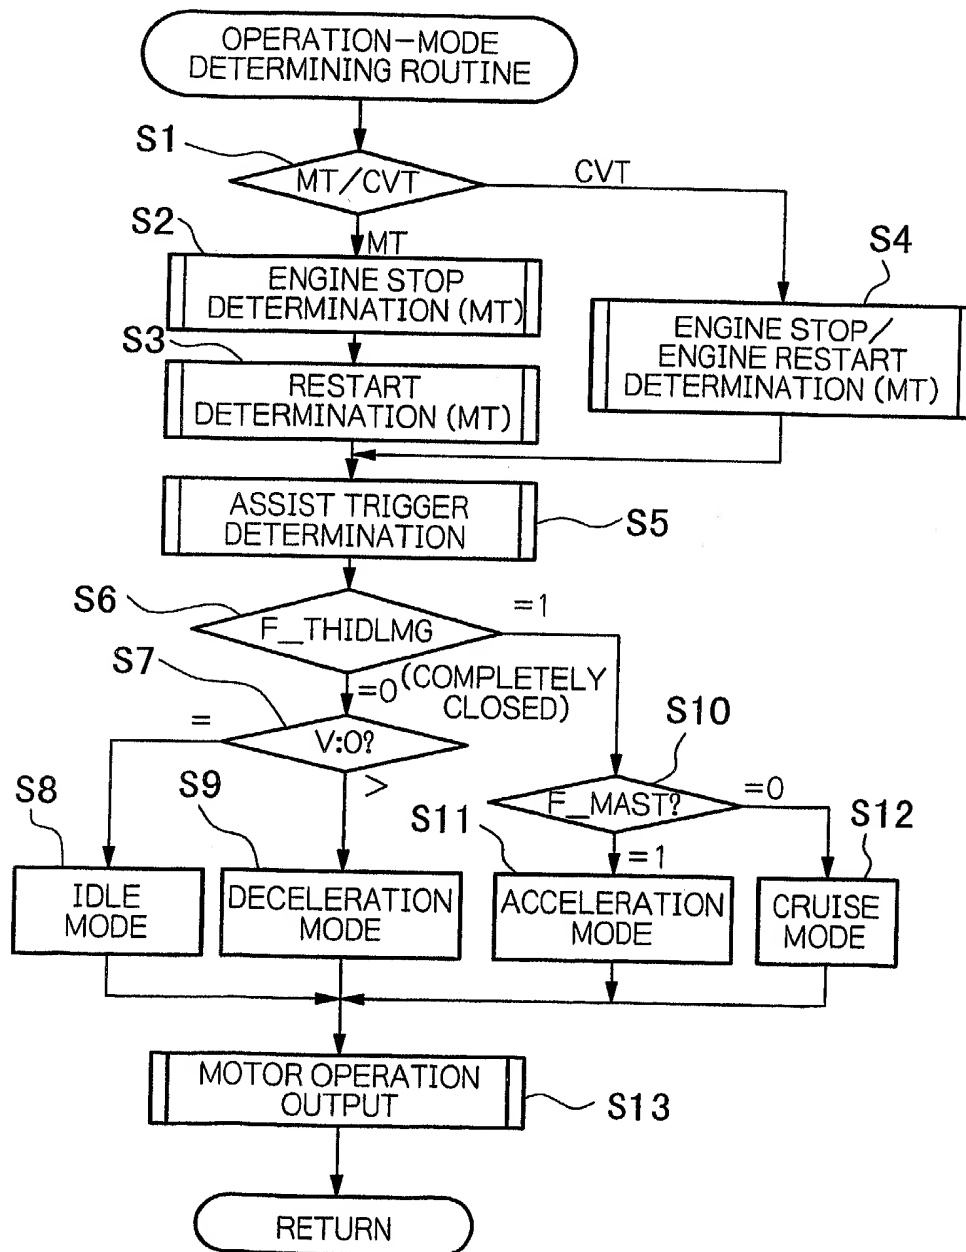 OPERATION-MODE
DETERMINING ROUTINE
S1
MT/CVT
CVT
S2
MT
S4
ENGINE STOP
DETERMINATION (MT)
ENGINE STOP/
ENGINE RESTART
DETERMINATION (MT)
S3
RESTART
DETERMINATION (MT)
ASSIST TRIGGER
DETERMINATION
S5
S6
F_THIDLMG
=1
S7
=0 (COMPLETELY
CLOSED)
=
V:0?
>
S10
F_MAST?
=0
S8
S9
S11
=1
S12
IDLE
MODE
DECELERATION
MODE
ACCELERATION
MODE
CRUISE
MODE
MOTOR OPERATION
OUTPUT
S13
RETURN